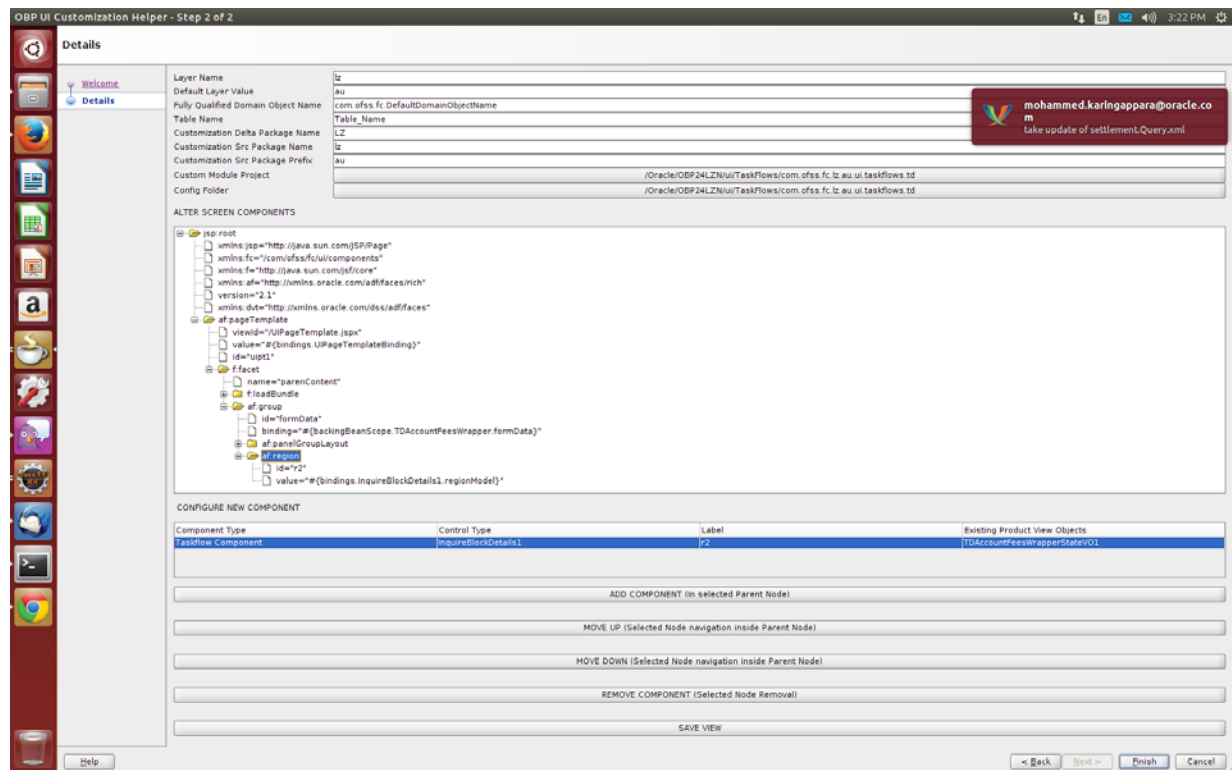 OBP UI Customization Helper - Step 2 of 2
En
3:22 PM
Details
Welcome
Details
Layer Name
lz
Default Layer Value
au
Fully Qualified Domain Object Name
com.ofss.fc.DefaultDomainObjectName
Table Name
Table_Name
Customization Delta Package Name
LZ
Customization Src Package Name
lz
Customization Src Package Prefix
au
Custom Module Project
/Oracle/OBP24LZN/ui/TaskFlows/com.ofss.fc.lz.au.ui.taskflows.td
Config Folder
/Oracle/OBP24LZN/ui/TaskFlows/com.ofss.fc.lz.au.ui.taskflows.td
mohammed.karingappara@oracle.co
m
take update of settlement.Query.xml
ALTER SCREEN COMPONENTS
jsp:root
xmlns:jsp="http://java.sun.com/JSP/Page"
xmlns:fc="/com/ofss/fc/ui/components"
xmlns:f="http://java.sun.com/jsf/core"
xmlns:af="http://xmlns.oracle.com/adf/faces/rich"
version="2.1"
xmlns:dvt="http://xmlns.oracle.com/dss/adf/faces"
af:pageTemplate
viewId="/UIPageTemplate.jspx"
value="#{bindings.UIPageTemplateBinding}"
id="uipt1"
f:facet
name="parenContent"
f:loadBundle
af:group
id="formData"
binding="#{backingBeanScope.TDAccountFeesWrapper.formData}"
af:panelGroupLayout
af:region
id="r2"
value="#{bindings.InquireBlockDetails1.regionModel}"
CONFIGURE NEW COMPONENT
Component Type Control Type Label Existing Product View Objects
Taskflow Component InquireBlockDetails1 r2 TDAccountFeesWrapperStateVO1
ADD COMPONENT (In selected Parent Node)
MOVE UP (Selected Node navigation inside Parent Node)
MOVE DOWN (Selected Node navigation inside Parent Node)
REMOVE COMPONENT (Selected Node Removal)
SAVE VIEW
Help
< Back
Next >
Finish
Cancel